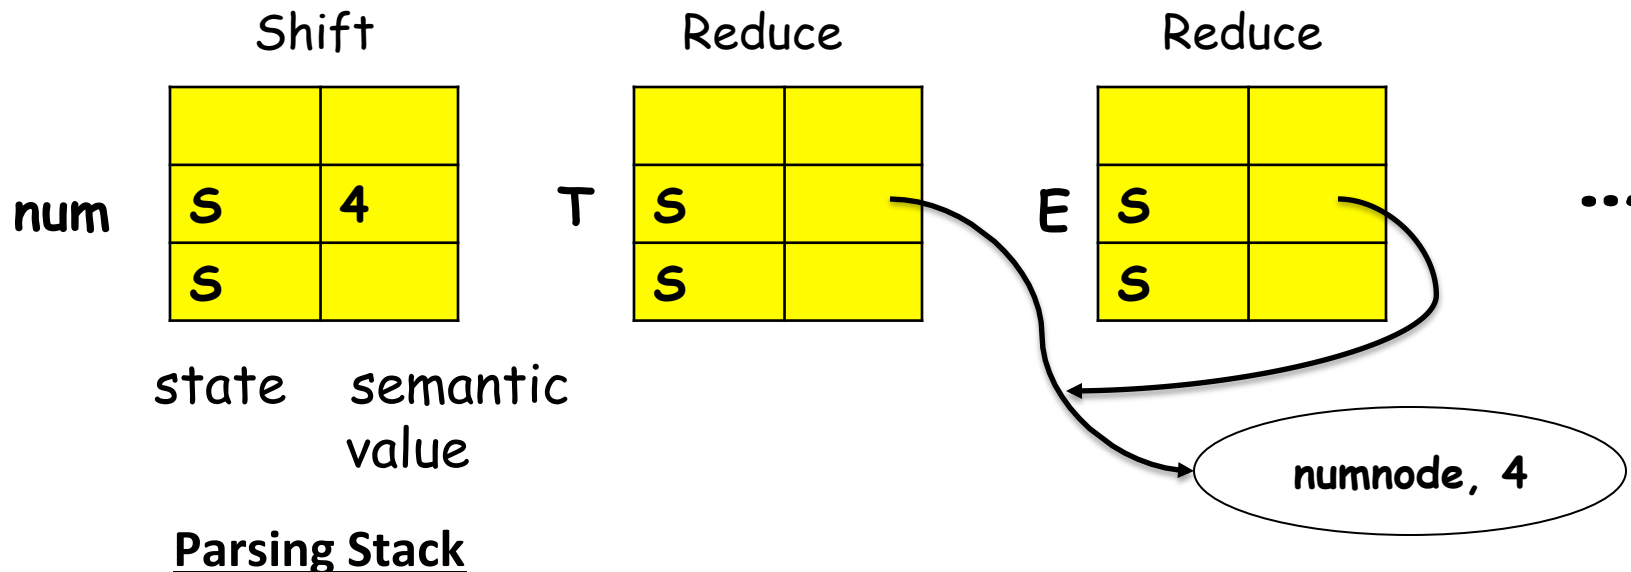 Shift Reduce Reduce
num S 4 T S E S ...
S S S
state semantic
value
numnode, 4
Parsing Stack